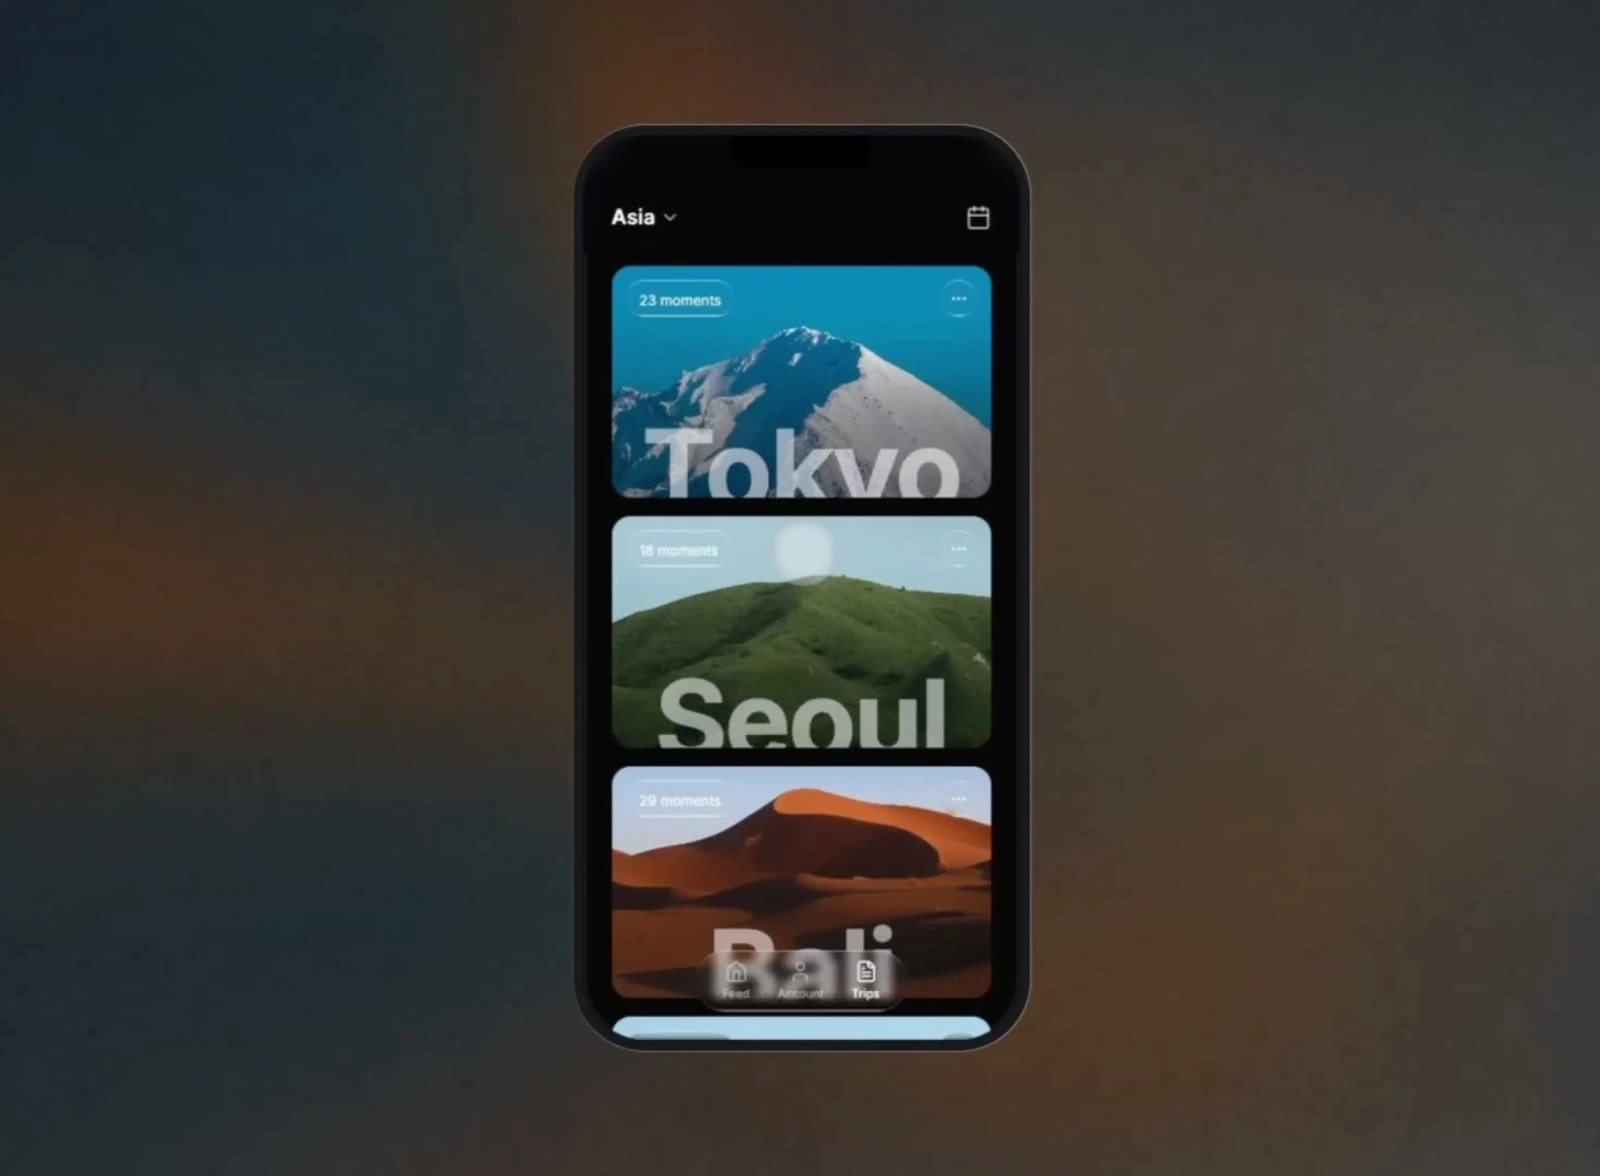 Asia
23 moments
Tokyo
18 moments
Seoul
29 moments
Bali
Feed Account Trips